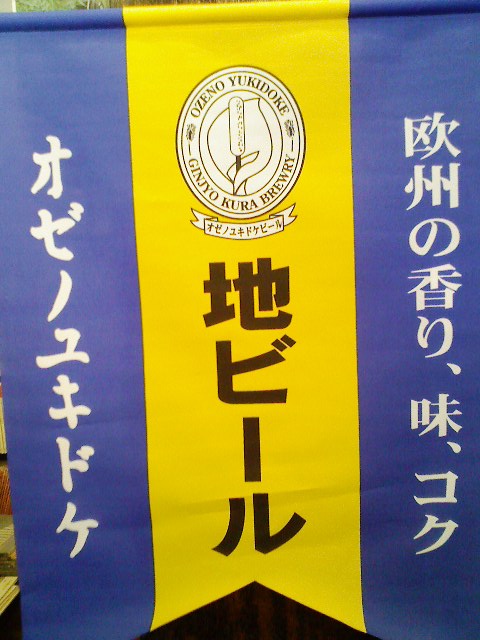 欧州の香り、味、コク
OZENO YUKIDOKE
GINJYO KURA BREWRY
オゼノユキドケビール
地ビール
オゼノユキドケ